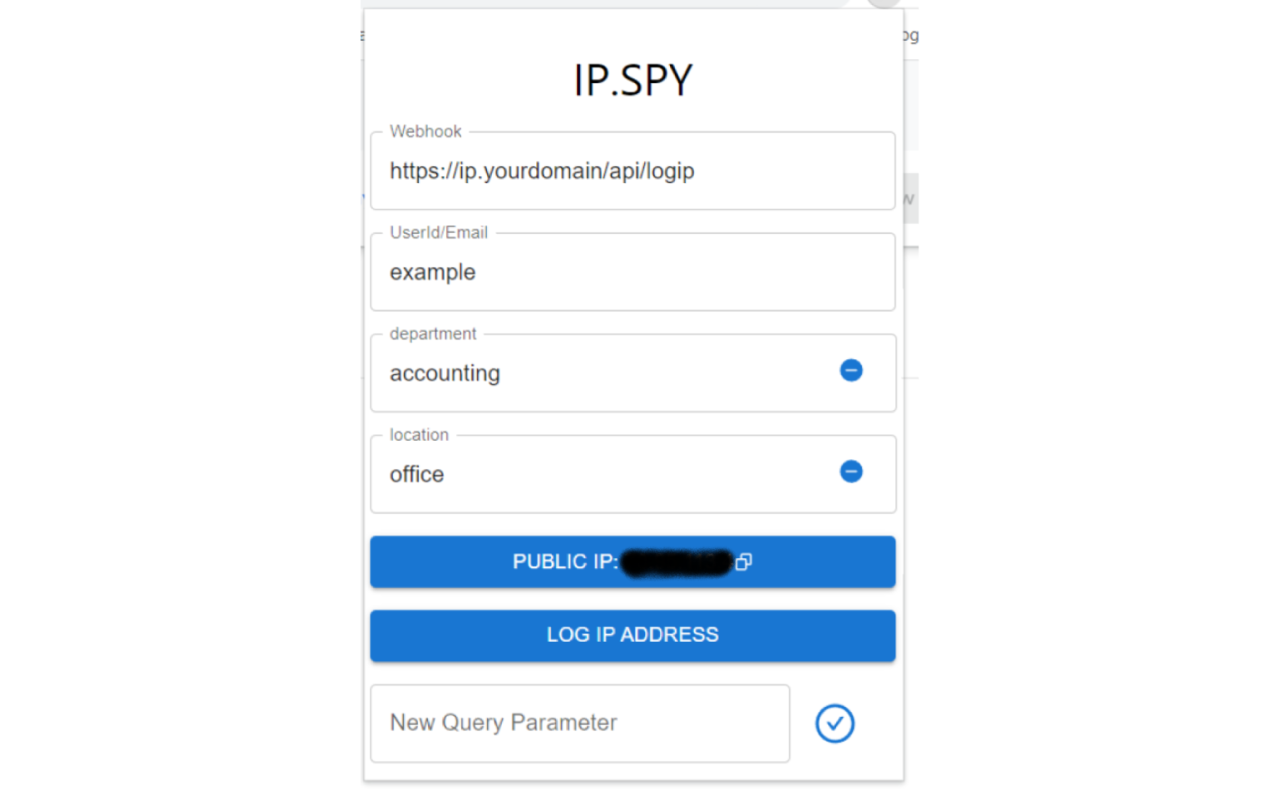 IP.SPY
Webhook
https://ip.yourdomain/api/logip
UserId/Email
example
department
accounting
location
office
PUBLIC IP:
LOG IP ADDRESS
New Query Parameter